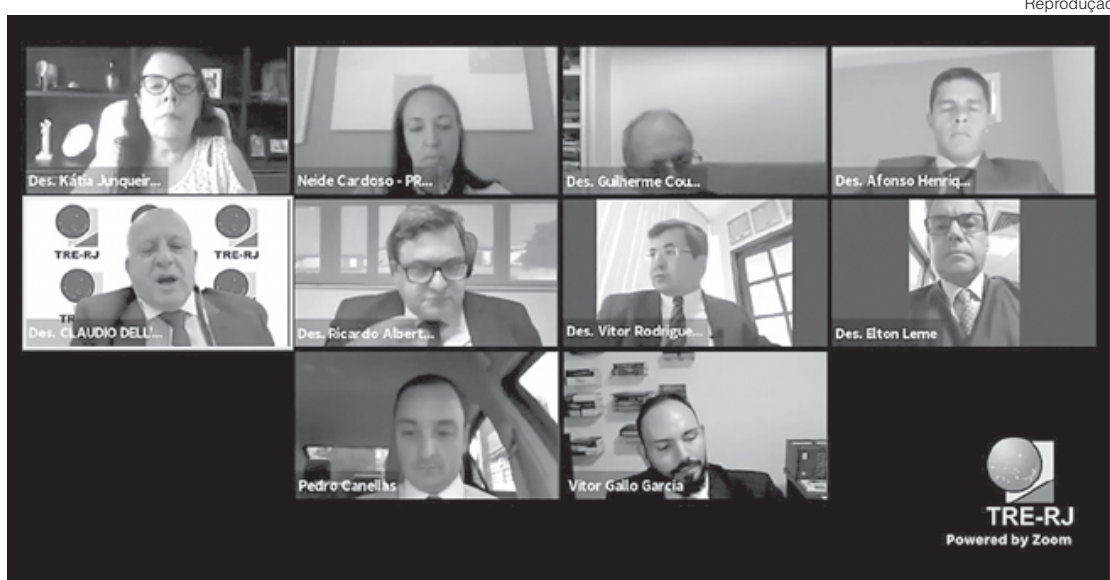 Reprodução
Des. Kátia Junqueir...
Neide Cardoso - PR...
Des. Guilherme Cou...
Des. Afonso Henriq...
TRE-RJ
TRE-RJ
TR
Des. CLAUDIO DELL'...
Des. Ricardo Albert...
Des. Vitor Rodrigue...
Des. Elton Leme
Pedro Canellas
Vitor Gallo Garcia
TRE-RJ
Powered by Zoom